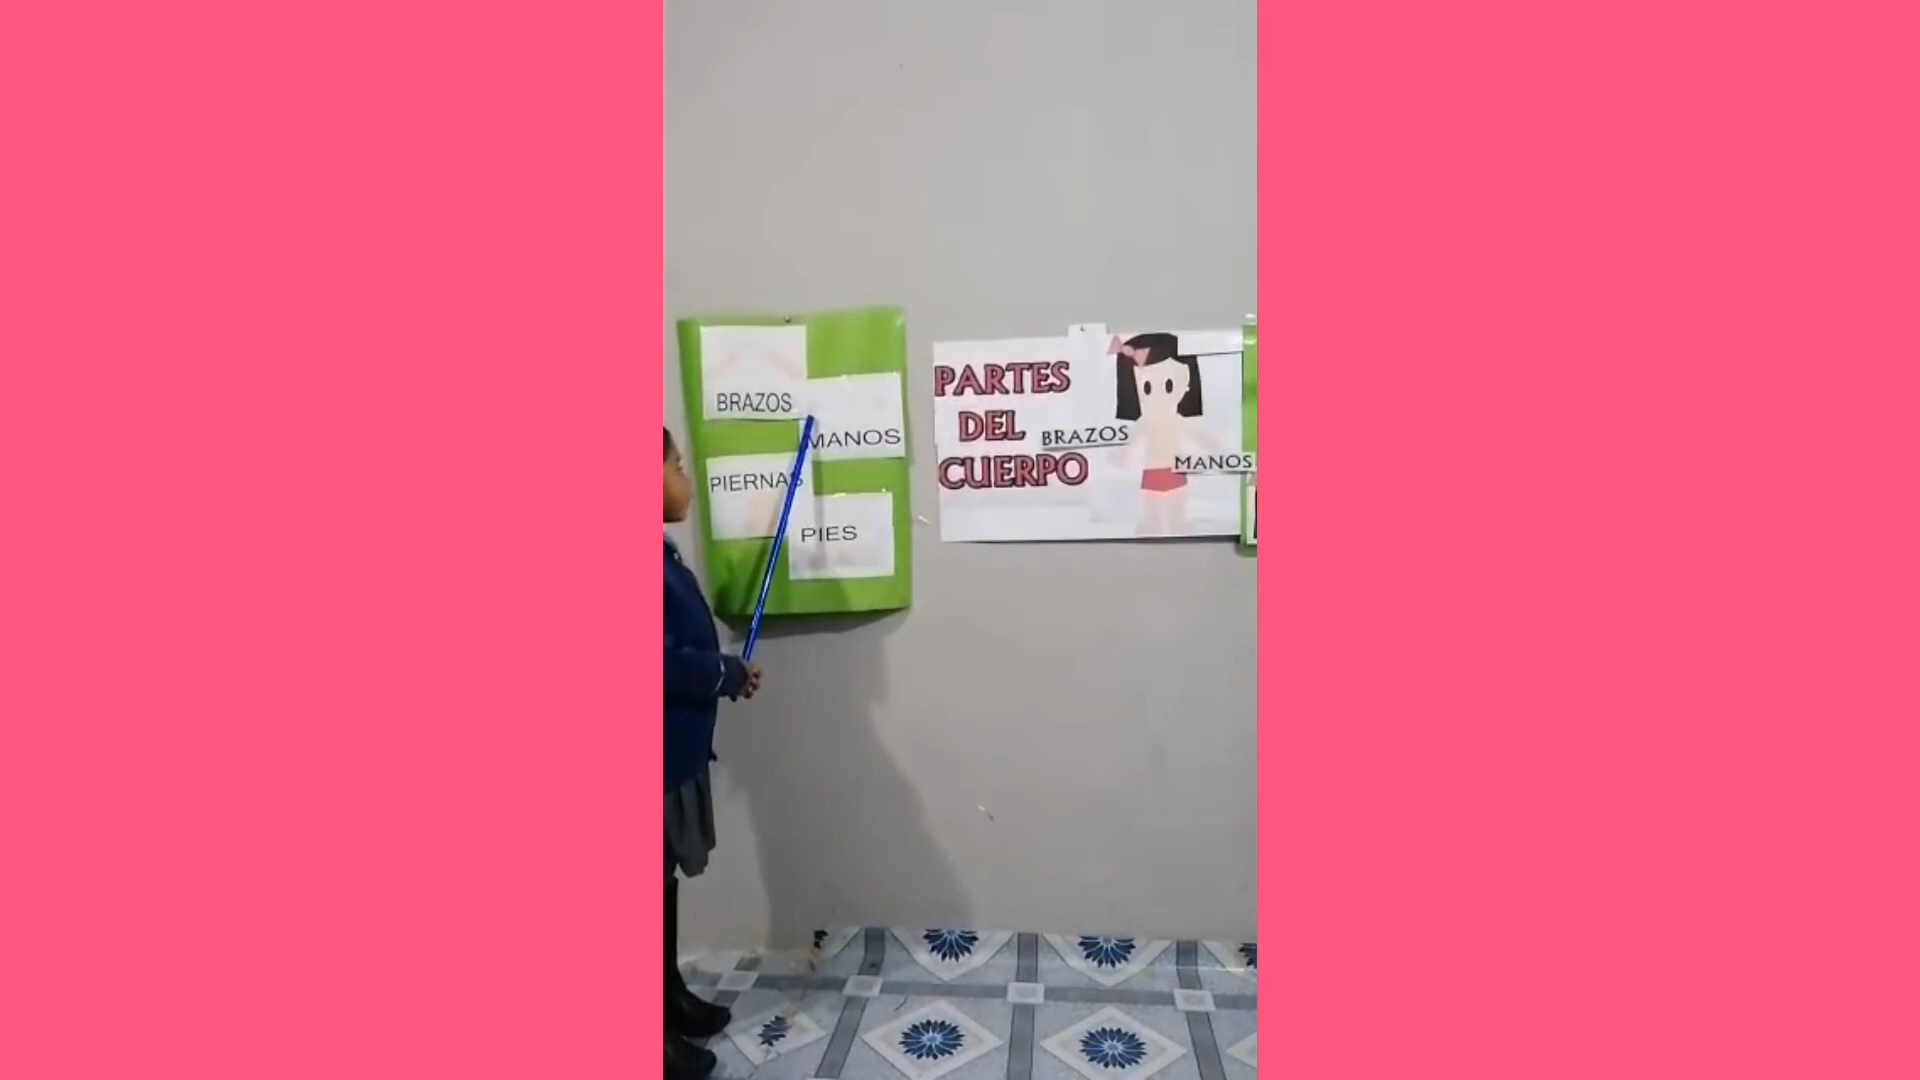 BRAZOS
MANOS
PIERNAS
PIES
PARTES
DEL
CUERPO
BRAZOS
MANOS